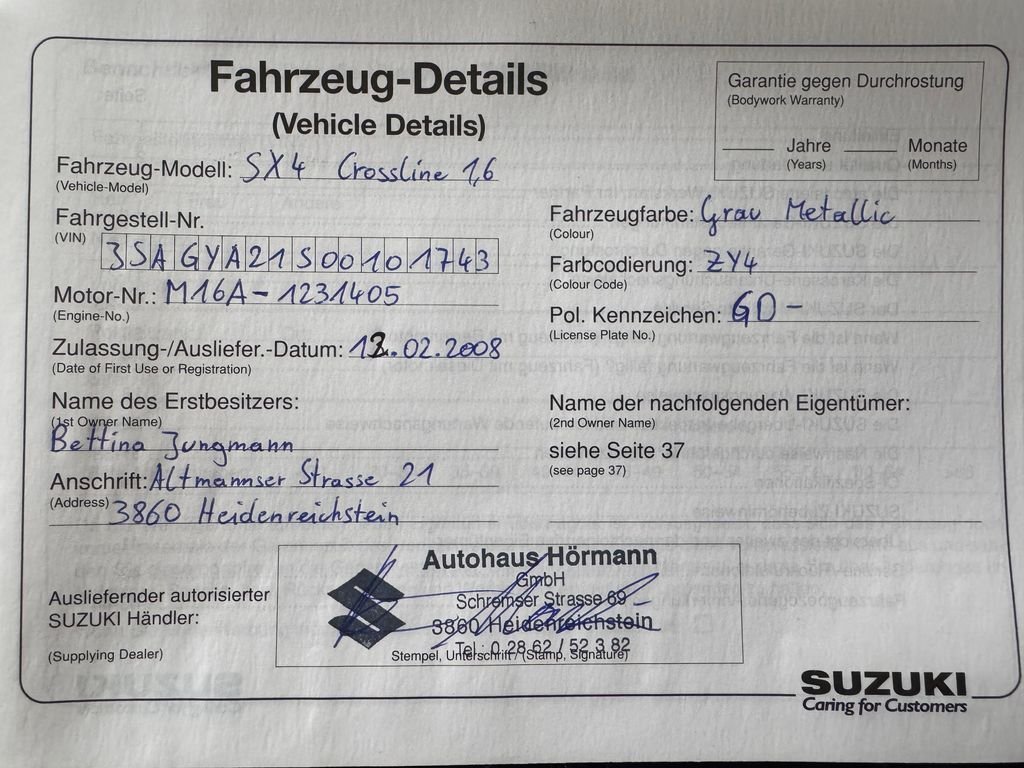 Fahrzeug-Details
(Vehicle Details)
Garantie gegen Durchrostung
(Bodywork Warranty)
Jahre Monate
(Years) (Months)
Fahrzeug-Modell: SX4 Crossline 1,6
(Vehicle-Model)
Fahrgestell-Nr.
(VIN)
JSAGYA21S00101743
Motor-Nr.: M16A-1231405
(Engine-No.)
Zulassung-/Ausliefer.-Datum: 12.02.2008
(Date of First Use or Registration)
Fahrzeugfarbe: Grau Metallic
(Colour)
Farbcodierung: ZY4
(Colour Code)
Pol. Kennzeichen: GD-
(License Plate No.)
Name des Erstbesitzers:
(1st Owner Name)
Bettina Jungmann
Anschrift: Altmannser Strasse 21
(Address) 3860 Heidenreichstein
Name der nachfolgenden Eigentümer:
(2nd Owner Name)
siehe Seite 37
(see page 37)
Ausliefernder autorisierter
SUZUKI Händler:
(Supplying Dealer)
Autohaus Hörmann
GmbH
Schremser Strasse 69
3860 Heidenreichstein
Tel.: 0 28 62 / 52 3 82
Stempel, Unterschrift / (Stamp, Signature)
SUZUKI
Caring for Customers